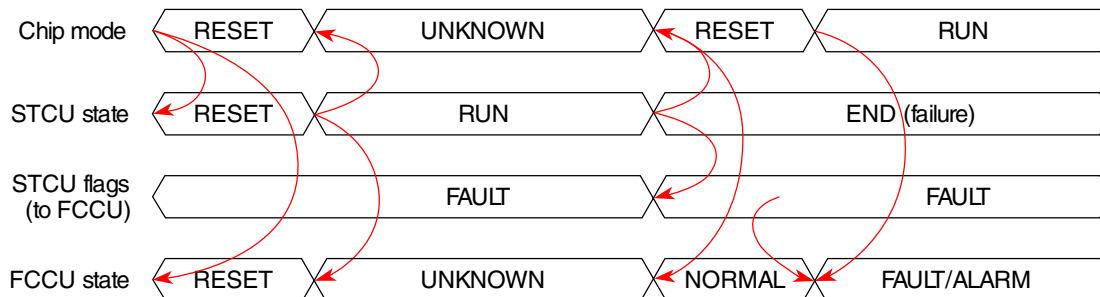 Chip mode RESET UNKNOWN RESET RUN
STCU state RESET RUN END (failure)
STCU flags
(to FCCU) FAULT FAULT
FCCU state RESET UNKNOWN NORMAL FAULT/ALARM